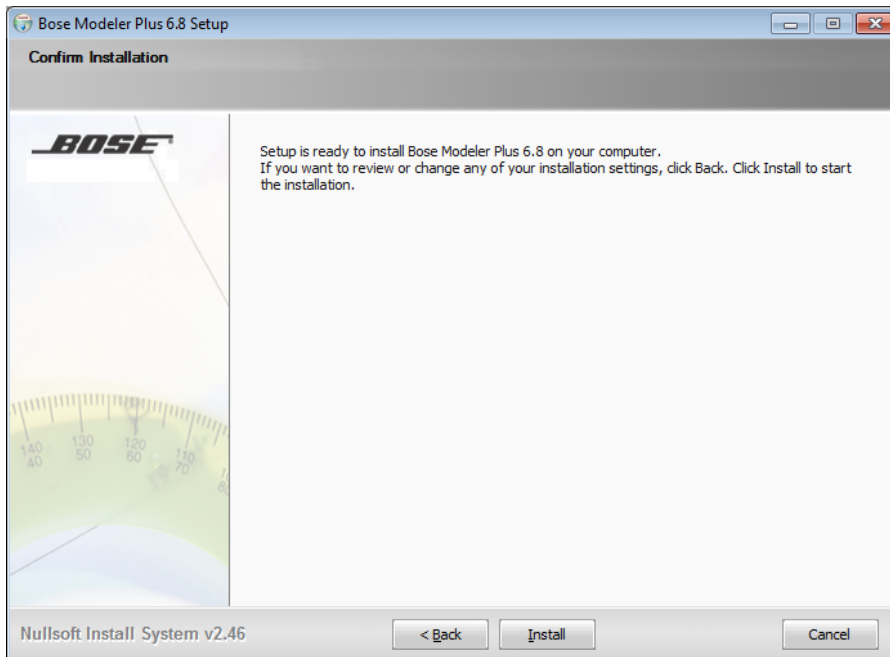 Bose Modeler Plus 6.8 Setup
Confirm Installation
BOSE
Setup is ready to install Bose Modeler Plus 6.8 on your computer.
If you want to review or change any of your installation settings, click Back. Click Install to start
the installation.
140 130 120 110
40 50 60 70 80
Nullsoft Install System v2.46
< Back
Install
Cancel